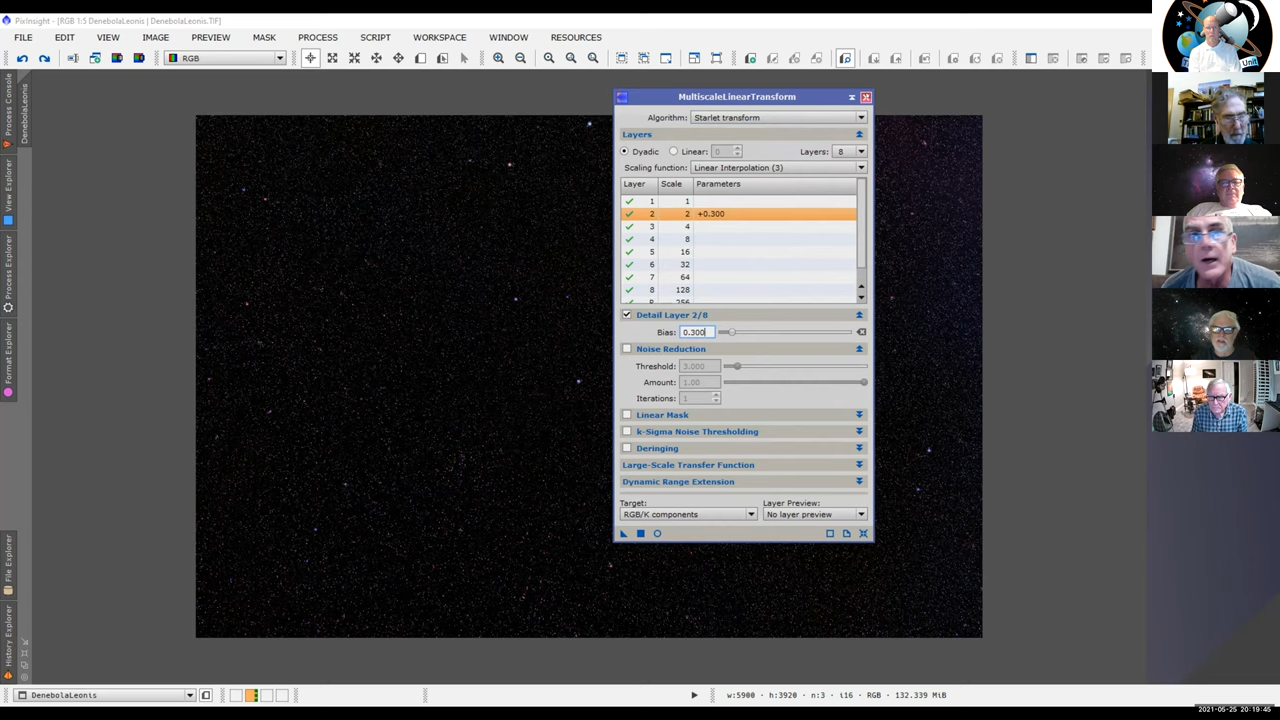 PixInsight - [RGB 1:5 DenebolaLeonis | DenebolaLeonis.TIF]
FILE EDIT VIEW IMAGE PREVIEW MASK PROCESS SCRIPT WORKSPACE WINDOW RESOURCES
RGB
Process Console
View Explorer
Process Explorer
Format Explorer
File Explorer
History Explorer
DenebolaLeonis
MultiscaleLinearTransform
Algorithm: Starlet transform
Layers
Dyadic Linear: 0 Layers: 8
Scaling function: Linear Interpolation (3)
Layer Scale Parameters
1 1
2 2 +0.300
3 4
4 8
5 16
6 32
7 64
8 128
R 256
Detail Layer 2/8
Bias: 0.300
Noise Reduction
Threshold: 3.000
Amount: 1.00
Iterations: 1
Linear Mask
k-Sigma Noise Thresholding
Deringing
Large-Scale Transfer Function
Dynamic Range Extension
Target: Layer Preview:
RGB/K components No layer preview
DenebolaLeonis
w:5900 · h:3920 · n:3 · i16 · RGB · 132.339 MiB
Unit
2021-05-25 20:19:45